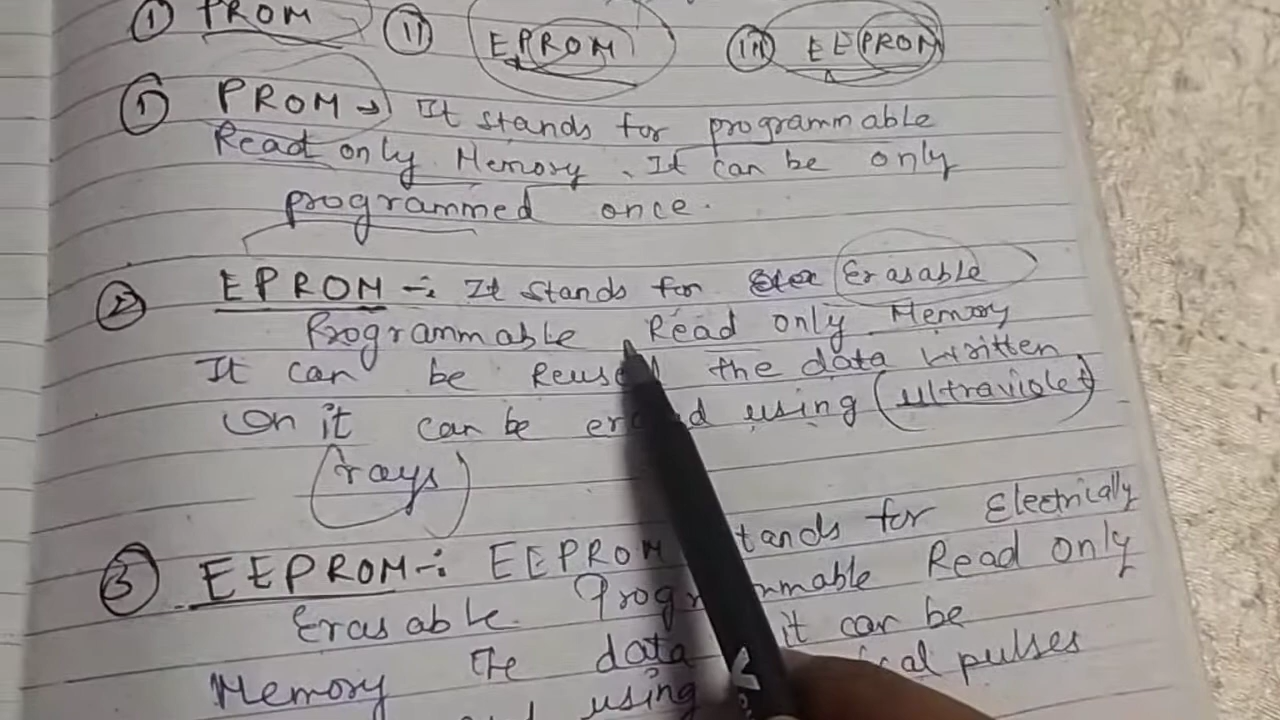 ① PROM ⑪ EPROM ⑪⑪ EEPROM
① PROM → It stands for programmable
Read only Memory. It can be only
programmed once.
② EPROM -: It stands for Erasable
Programmable Read only Memory
It can be Reused the data written
on it can be using (ultraviolet)
(rays)
③ EEPROM -: EEPROM tands for Electrically
Erasable Read Only
Memory The data it can be
using pulses